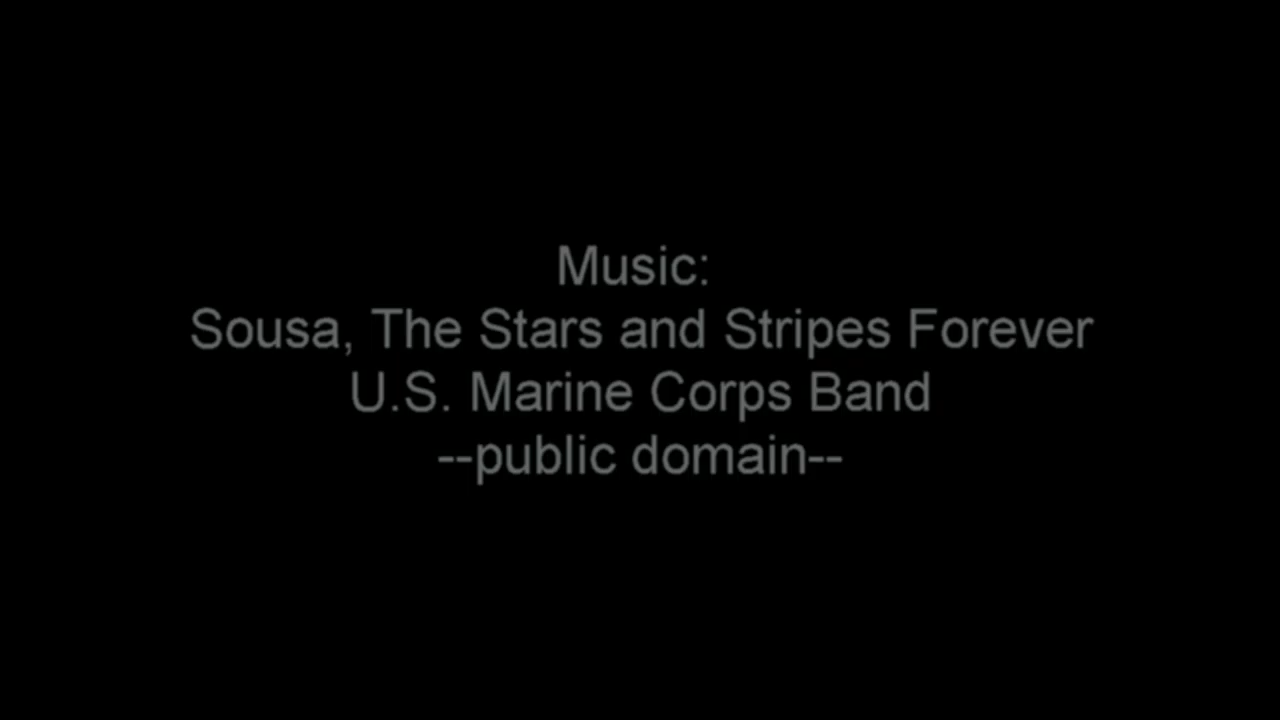 Music:
Sousa, The Stars and Stripes Forever
U.S. Marine Corps Band
--public domain--